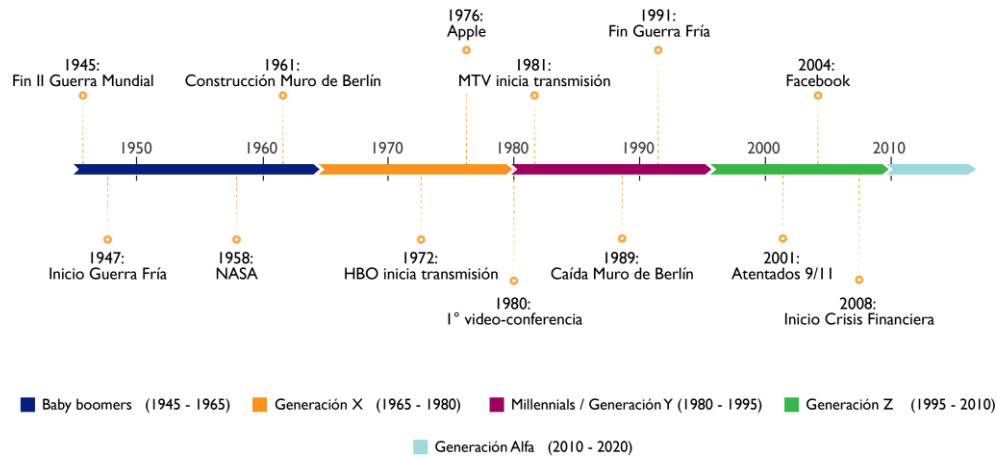 1976:
Apple
1991:
Fin Guerra Fría
1945:
Fin II Guerra Mundial
1961:
Construcción Muro de Berlín
1981:
MTV inicia transmisión
2004:
Facebook
1950
1960
1970
1980
1990
2000
2010
1947:
Inicio Guerra Fría
1958:
NASA
1972:
HBO inicia transmisión
1989:
Caída Muro de Berlín
2001:
Atentados 9/11
1980:
1° video-conferencia
2008:
Inicio Crisis Financiera
Baby boomers (1945 - 1965)
Generación X (1965 - 1980)
Millennials / Generación Y (1980 - 1995)
Generación Z (1995 - 2010)
Generación Alfa (2010 - 2020)